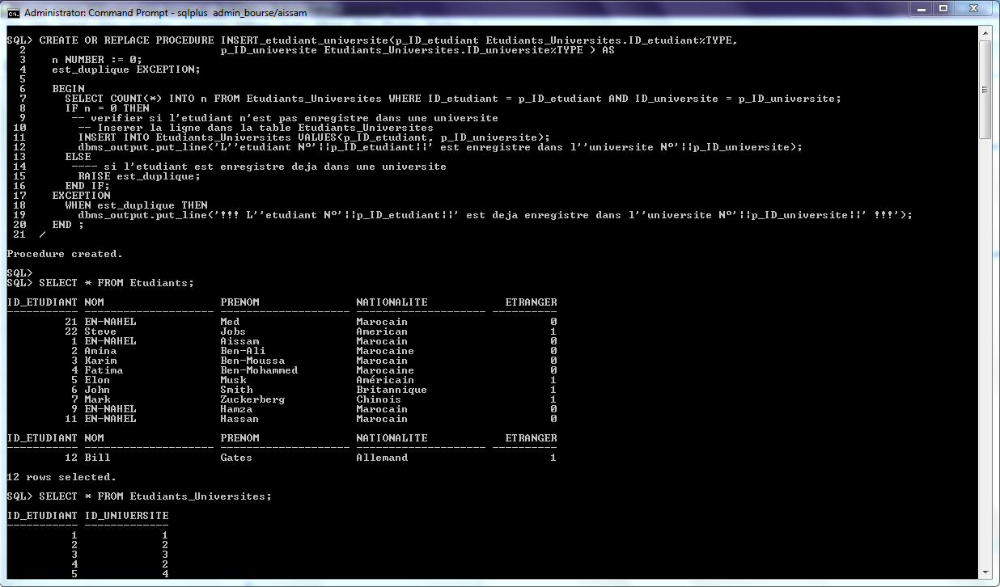 Administrator: Command Prompt - sqlplus  admin_bourse/aissam
SQL> CREATE OR REPLACE PROCEDURE INSERT_etudiant_universite(p_ID_etudiant Etudiants_Universites.ID_etudiant%TYPE,
  2                              p_ID_universite Etudiants_Universites.ID_universite%TYPE ) AS
  3    n NUMBER := 0;
  4    est_duplique EXCEPTION;
  5
  6    BEGIN
  7      SELECT COUNT(*) INTO n FROM Etudiants_Universites WHERE ID_etudiant = p_ID_etudiant AND ID_universite = p_ID_universite;
  8      IF n = 0 THEN
  9       -- verifier si l'etudiant n'est pas enregistre dans une universite
 10        -- Inserer la ligne dans la table Etudiants_Universites
 11        INSERT INTO Etudiants_Universites VALUES(p_ID_etudiant, p_ID_universite);
 12        dbms_output.put_line('L''etudiant Nº'||p_ID_etudiant||' est enregistre dans l''universite Nº'||p_ID_universite);
 13      ELSE
 14       ---- si l'etudiant est enregistre deja dans une universite
 15        RAISE est_duplique;
 16      END IF;
 17    EXCEPTION
 18      WHEN est_duplique THEN
 19        dbms_output.put_line('!!! L''etudiant Nº'||p_ID_etudiant||' est deja enregistre dans l''universite Nº'||p_ID_universite||' !!!');
 20    END ;
 21  /
Procedure created.
SQL>
SQL> SELECT * FROM Etudiants;
ID_ETUDIANT NOM                  PRENOM               NATIONALITE            ETRANGER
----------- -------------------- -------------------- -------------------- ----------
         21 EN-NAHEL             Med                  Marocain                      0
         22 Steve                Jobs                 American                      1
          1 EN-NAHEL             Aissam               Marocain                      0
          2 Amina                Ben-Ali              Marocaine                     0
          3 Karim                Ben-Moussa           Marocain                      0
          4 Fatima               Ben-Mohammed         Marocaine                     0
          5 Elon                 Musk                 Américain                     1
          6 John                 Smith                Britannique                   1
          7 Mark                 Zuckerberg           Chinois                       1
          9 EN-NAHEL             Hamza                Marocain                      0
         11 EN-NAHEL             Hassan               Marocain                      0
ID_ETUDIANT NOM                  PRENOM               NATIONALITE            ETRANGER
----------- -------------------- -------------------- -------------------- ----------
         12 Bill                 Gates                Allemand                      1
12 rows selected.
SQL> SELECT * FROM Etudiants_Universites;
ID_ETUDIANT ID_UNIVERSITE
----------- -------------
          1             1
          2             2
          3             3
          4             2
          5             4